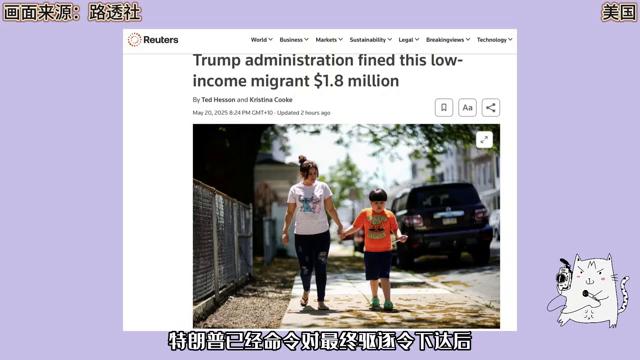 画面来源：路透社
美国
Reuters
World Business Markets Sustainability Legal Breakingviews Technology
Trump administration fined this low-
income migrant $1.8 million
By Ted Hesson and Kristina Cooke
May 20, 2025 8:24 PM GMT+10 · Updated 2 hours ago
Aa
特朗普已经命令对最终驱逐令下达后